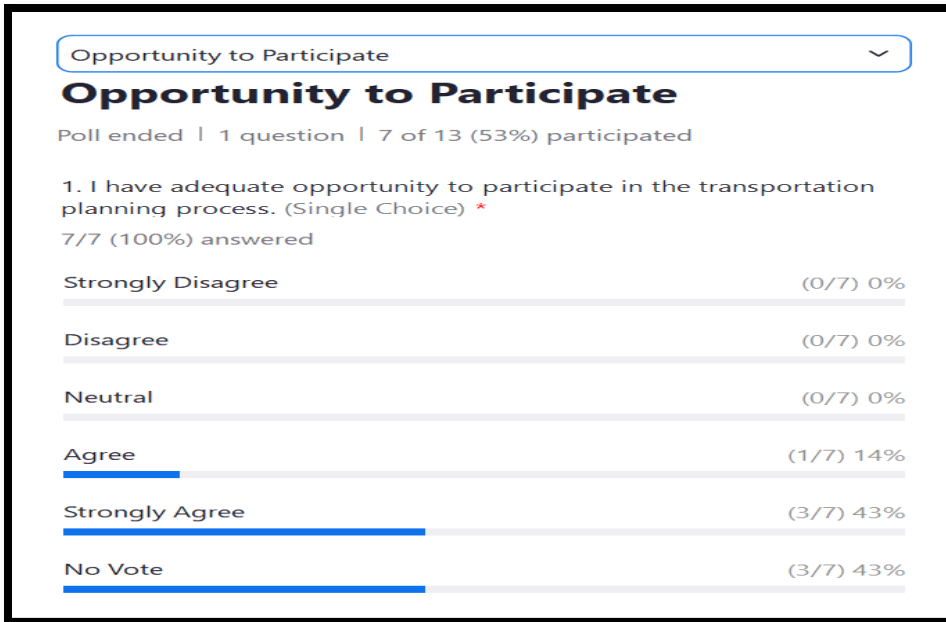 Opportunity to Participate
Opportunity to Participate
Poll ended | 1 question | 7 of 13 (53%) participated
1. I have adequate opportunity to participate in the transportation
planning process. (Single Choice) *
7/7 (100%) answered
Strongly Disagree (0/7) 0%
Disagree (0/7) 0%
Neutral (0/7) 0%
Agree (1/7) 14%
Strongly Agree (3/7) 43%
No Vote (3/7) 43%